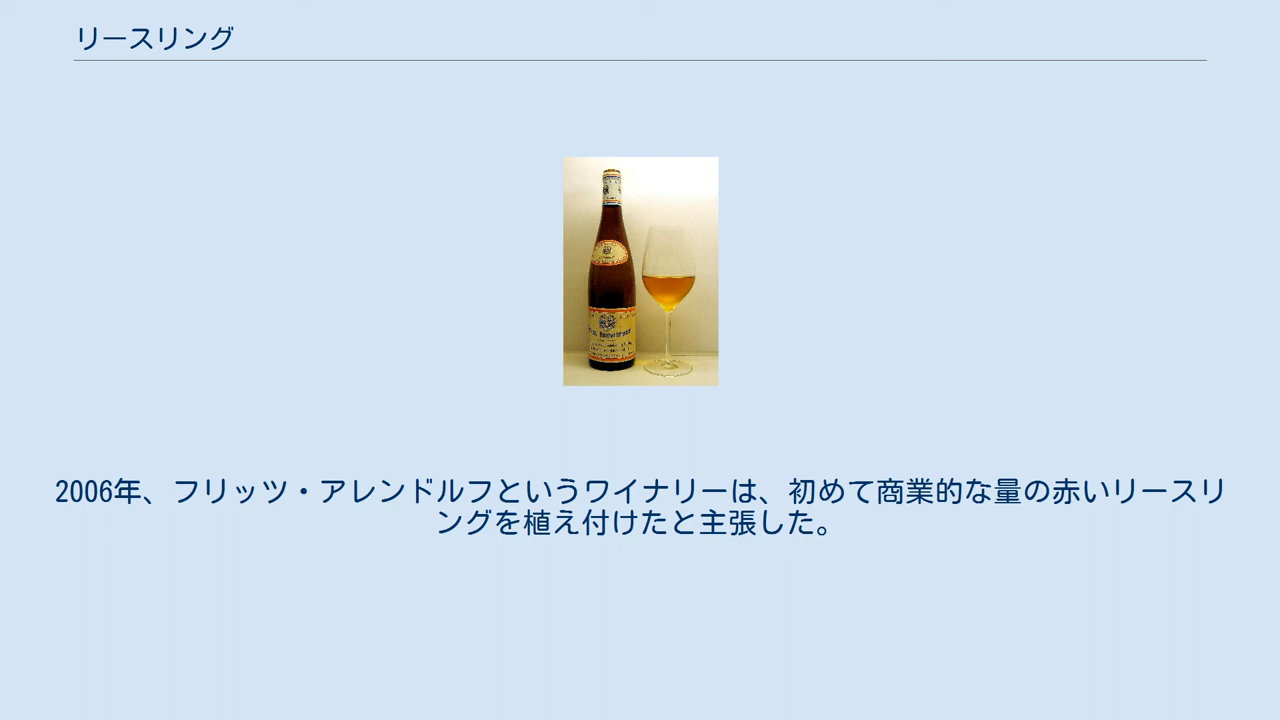 リースリング
2006年、フリッツ・アレンドルフというワイナリーは、初めて商業的な量の赤いリースリ
ングを植え付けたと主張した。